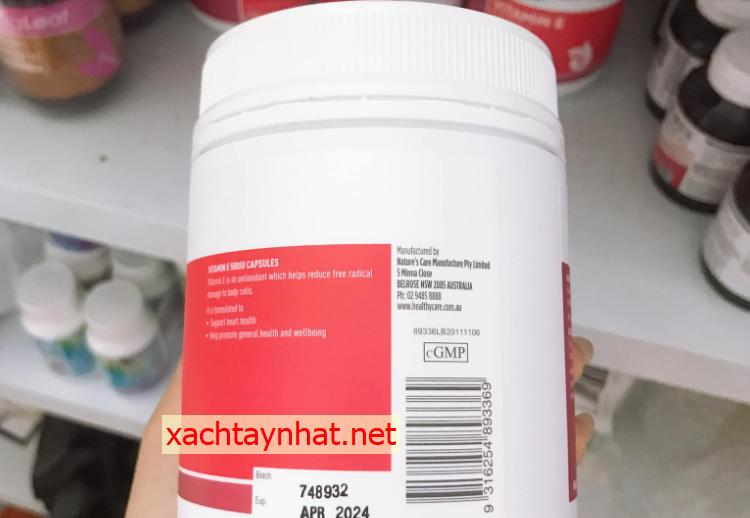 VITAMIN E
VITAMIN E 500IU CAPSULES
Vitamin E is an antioxidant which helps reduce free radical
damage to body cells.
It is formulated to
• Support heart health
• Help promote general health and wellbeing
Manufactured by
Nature's Care Manufacture Pty Limited
5 Minna Close
BELROSE NSW 2085 AUSTRALIA
Ph: 02 9485 8888
www.healthycare.com.au
89336LB20111106
cGMP
9 316254 893369
xachtaynhat.net
Batch:
748932
Exp:
APR 2024